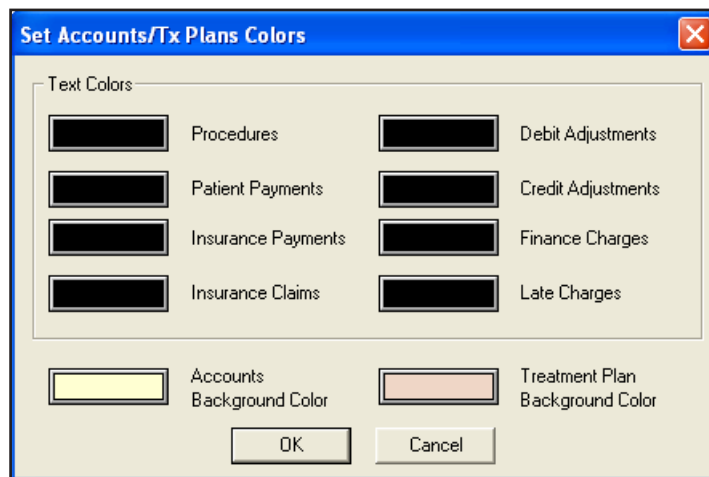 Set Accounts/Tx Plans Colors
Text Colors
Procedures
Debit Adjustments
Patient Payments
Credit Adjustments
Insurance Payments
Finance Charges
Insurance Claims
Late Charges
Accounts
Background Color
Treatment Plan
Background Color
OK
Cancel